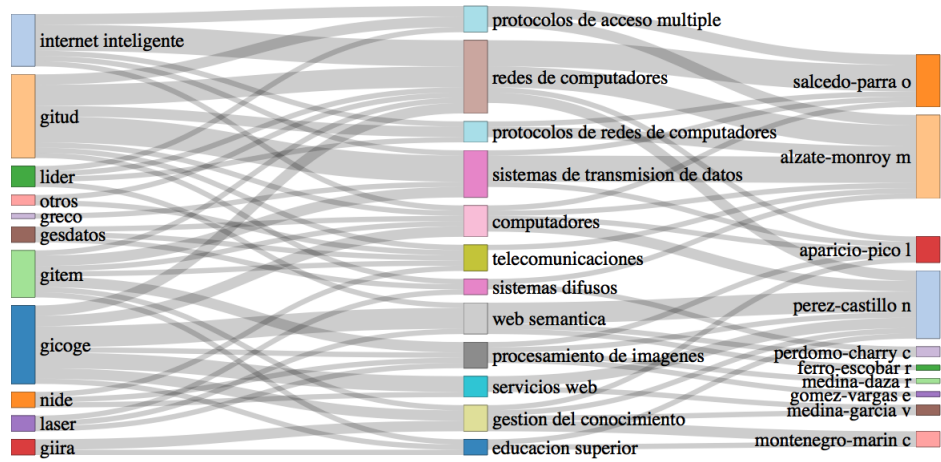 internet inteligente
gitud
lider
otros
greco
gesdatos
gitem
gicoge
nide
laser
giira
protocolos de acceso multiple
redes de computadores
protocolos de redes de computadores
sistemas de transmision de datos
computadores
telecomunicaciones
sistemas difusos
web semantica
procesamiento de imagenes
servicios web
gestion del conocimiento
educacion superior
salcedo-parra o
alzate-monroy m
aparicio-pico l
perez-castillo n
perdomo-charry c
ferro-escobar r
medina-daza r
gomez-vargas e
medina-garcia v
montenegro-marin c